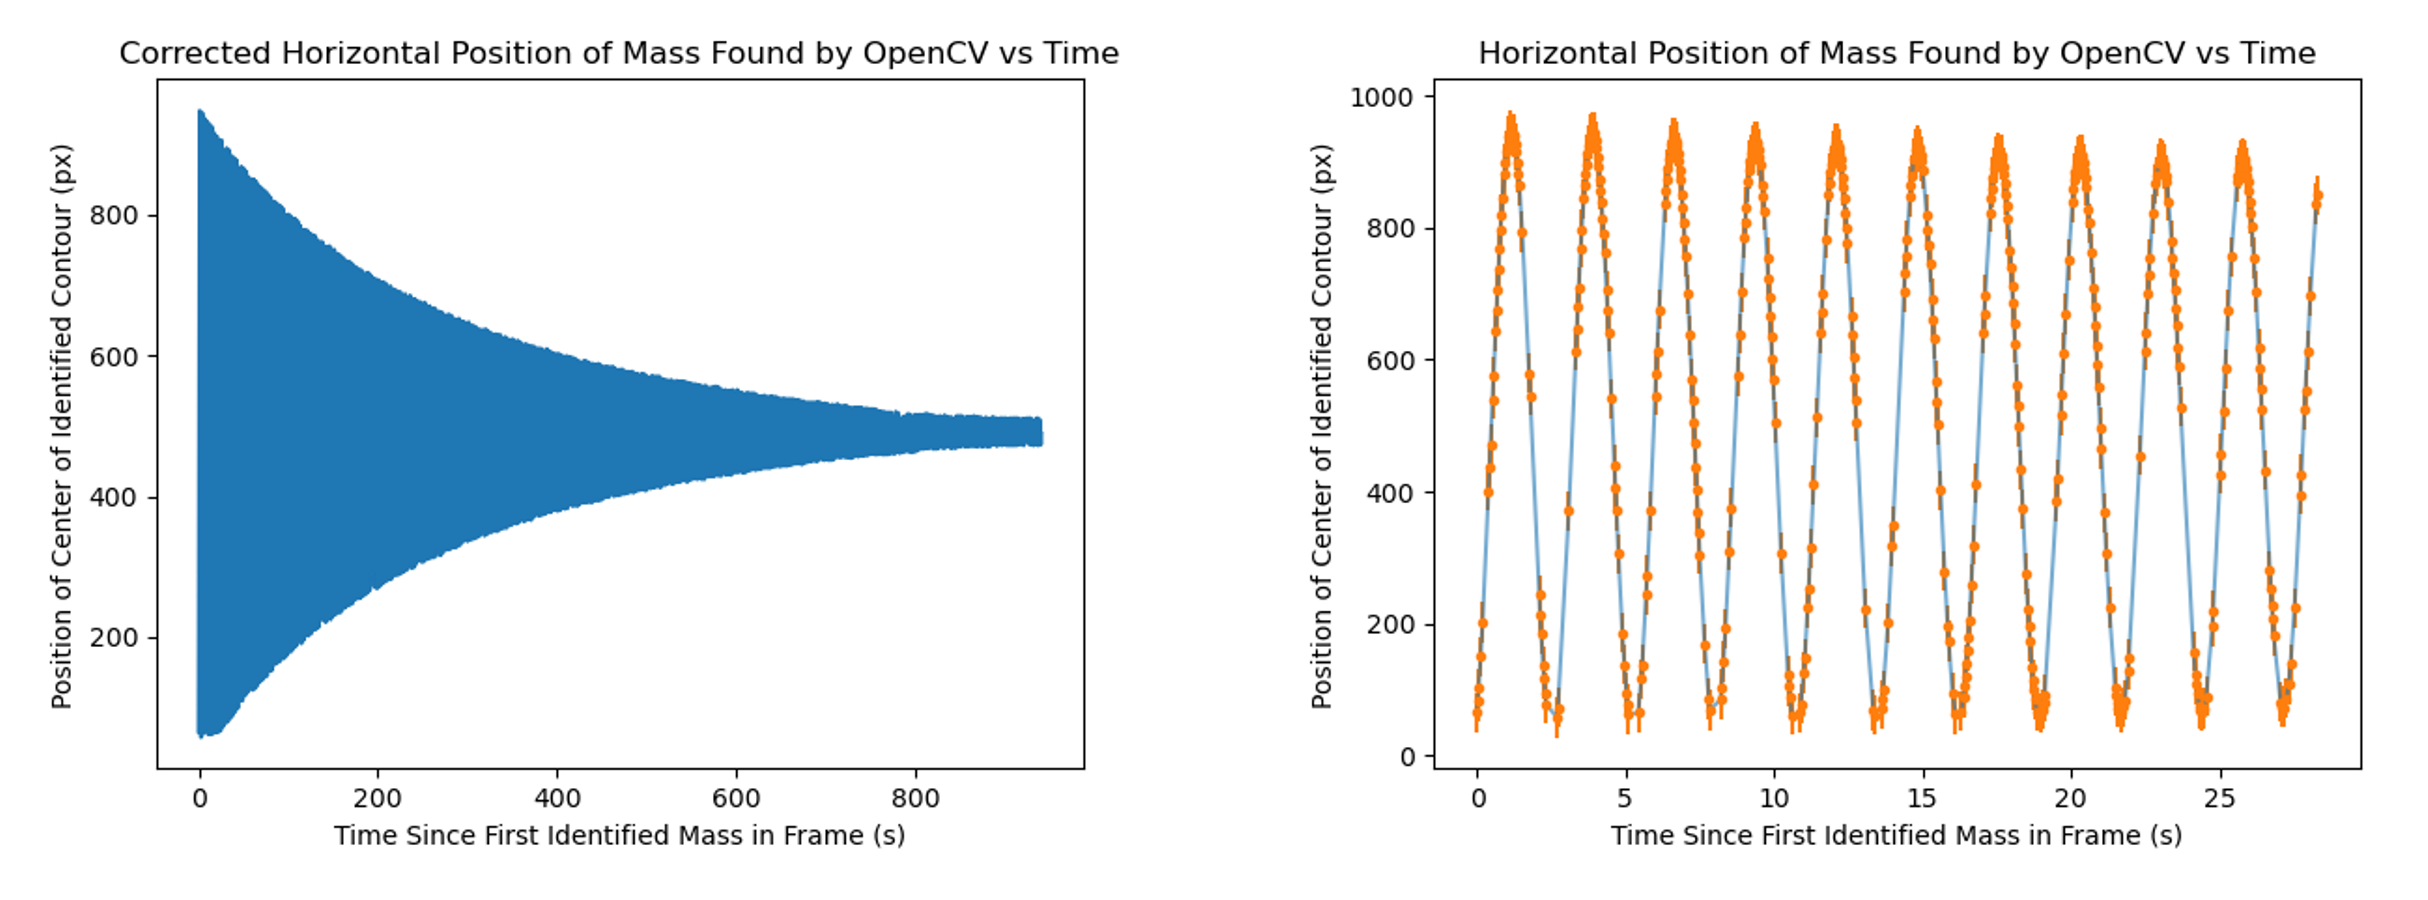 Corrected Horizontal Position of Mass Found by OpenCV vs Time
Position of Center of Identified Contour (px)
800
600
400
200
0 200 400 600 800
Time Since First Identified Mass in Frame (s)
Horizontal Position of Mass Found by OpenCV vs Time
Position of Center of Identified Contour (px)
1000
800
600
400
200
0
0 5 10 15 20 25
Time Since First Identified Mass in Frame (s)